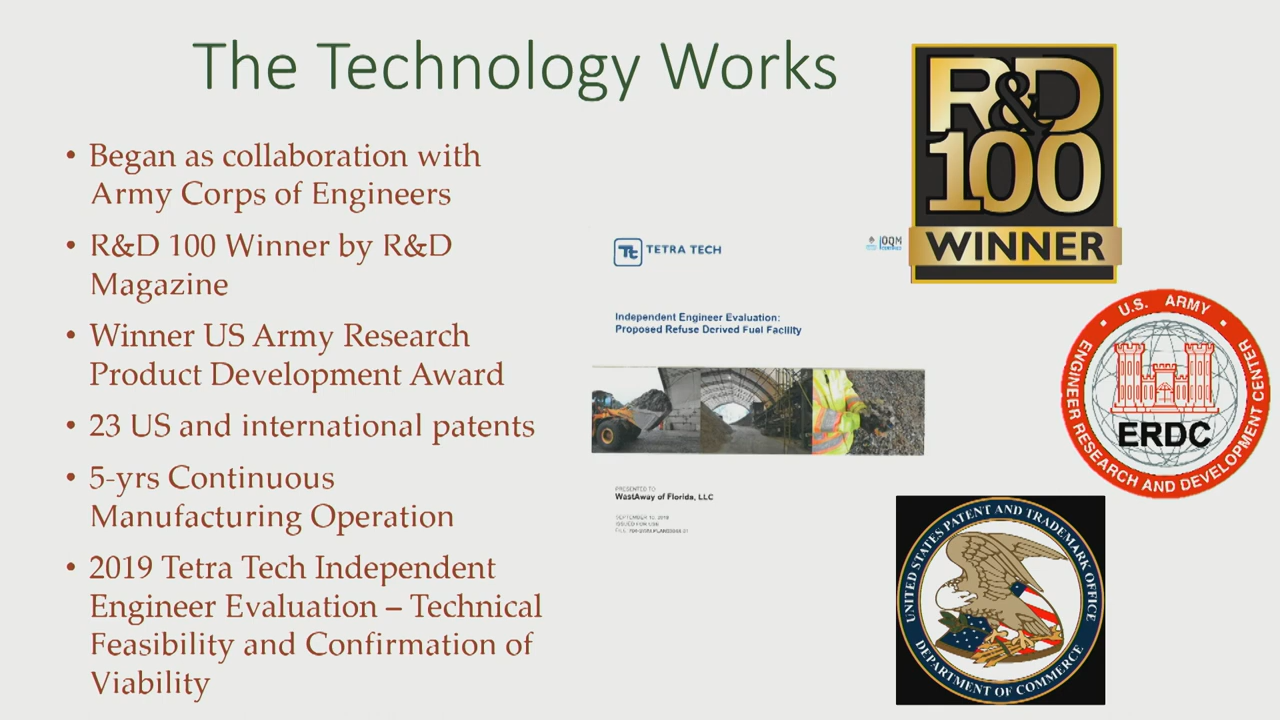 The Technology Works
• Began as collaboration with
Army Corps of Engineers
• R&D 100 Winner by R&D
Magazine
• Winner US Army Research
Product Development Award
• 23 US and international patents
• 5-yrs Continuous
Manufacturing Operation
• 2019 Tetra Tech Independent
Engineer Evaluation – Technical
Feasibility and Confirmation of
Viability
TETRA TECH
Independent Engineer Evaluation:
Proposed Refuse Derived Fuel Facility
PRESENTED TO
WastAway of Florida, LLC
ISSUED FOR USE
R&D
100
WINNER
U.S. ARMY
ERDC
ENGINEER RESEARCH AND DEVELOPMENT CENTER
UNITED STATES PATENT AND TRADEMARK OFFICE
DEPARTMENT OF COMMERCE